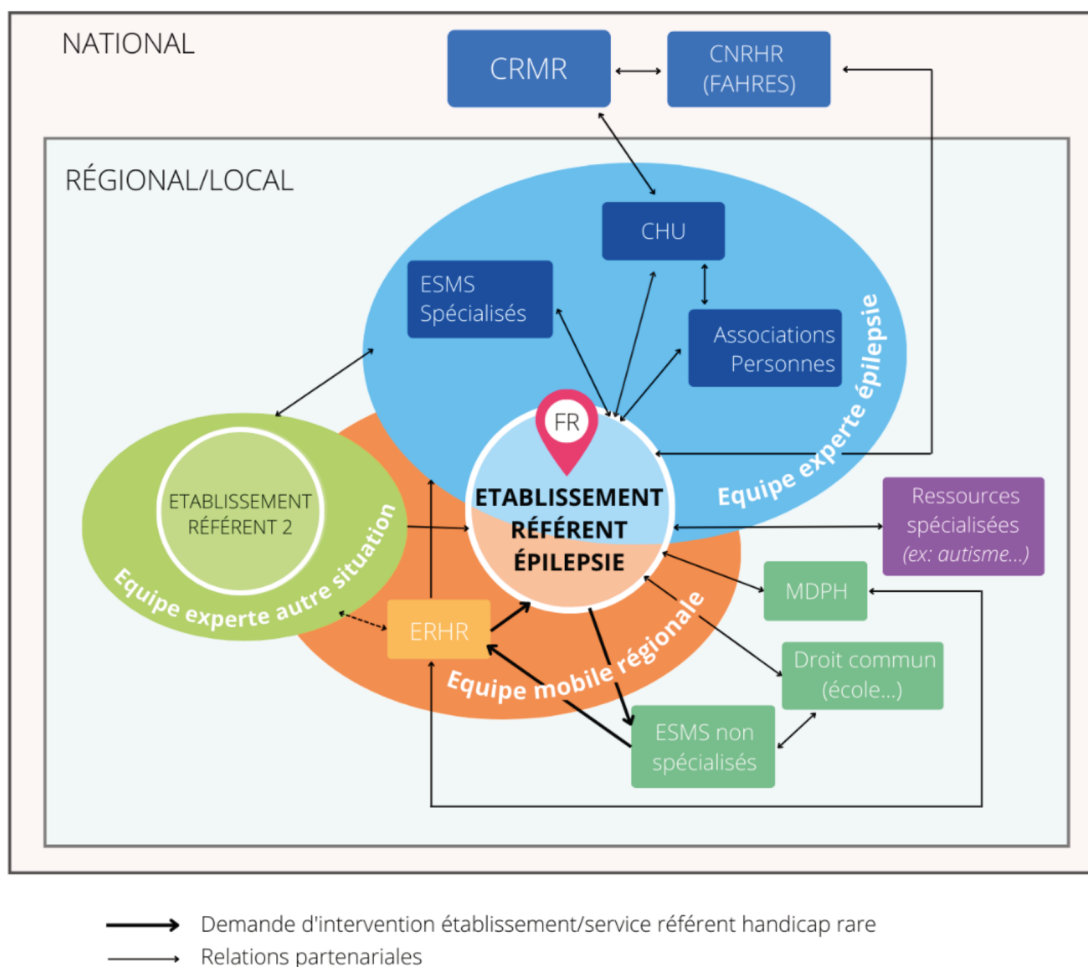 NATIONAL
CRMR
CNRHR
(FAHRES)
RÉGIONAL/LOCAL
CHU
ESMS
Spécialisés
Associations
Personnes
Equipe experte épilepsie
FR
ETABLISSEMENT
RÉFÉRENT
ÉPILEPSIE
ETABLISSEMENT
RÉFÉRENT 2
Equipe experte autre situation
Ressources
spécialisées
(ex: autisme...)
MDPH
ERHR
Equipe mobile régionale
Droit commun
(école...)
ESMS non
spécialisés
Demande d'intervention établissement/service référent handicap rare
Relations partenariales